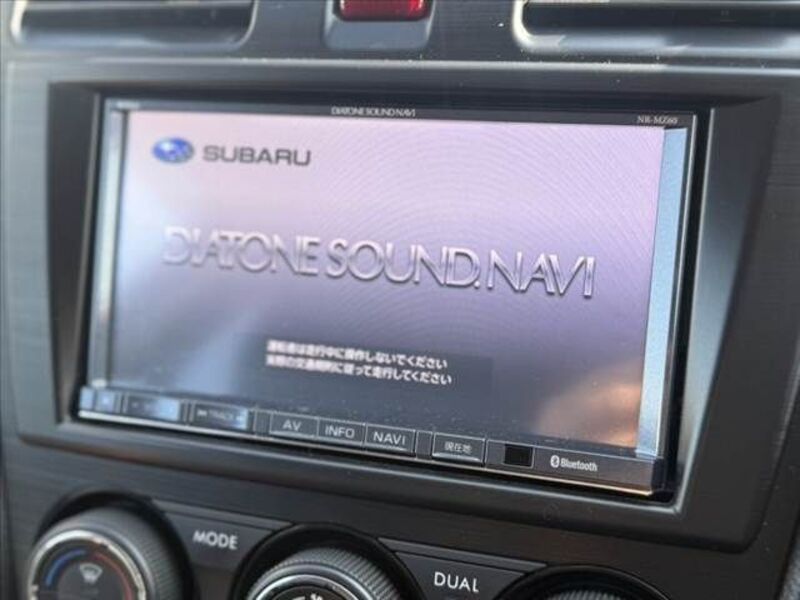 DIATONE SOUND.NAVI
NR-MZ60
SUBARU
DIATONE SOUND.NAVI
運転者は走行中に操作しないでください
実際の交通規制に従って走行してください
TRACK
AV
INFO
NAVI
現在地
Bluetooth
MODE
DUAL